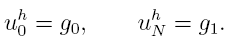 $u_0^h = g_0, \qquad u_N^h = g_1.$